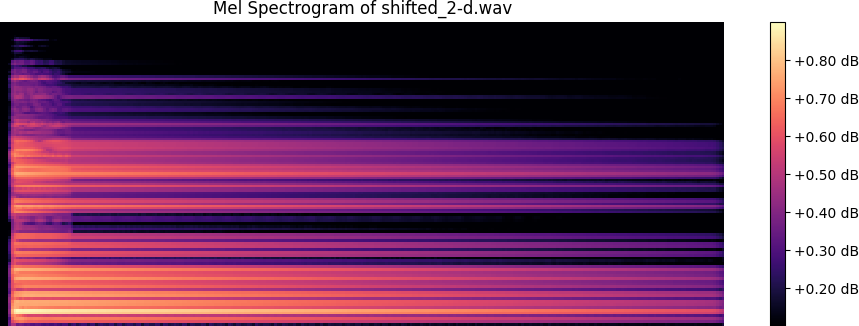 Mel Spectrogram of shifted_2-d.wav
+0.80 dB
+0.70 dB
+0.60 dB
+0.50 dB
+0.40 dB
+0.30 dB
+0.20 dB